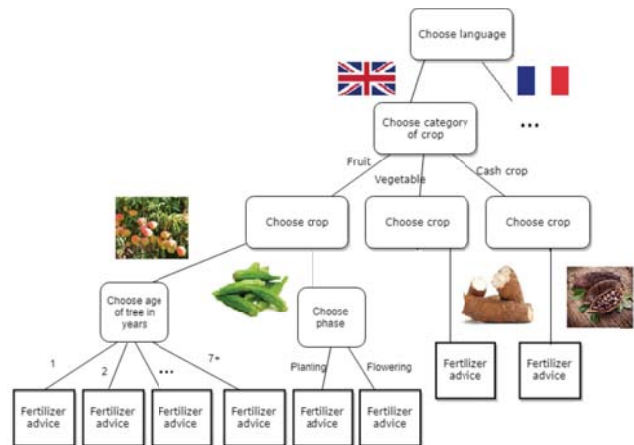 Choose language
Choose category
of crop
...
Fruit
Vegetable
Cash crop
Choose crop
Choose crop
Choose crop
Choose age
of tree in
years
Choose
phase
1
2
...
7+
Planting
Flowering
Fertilizer
advice
Fertilizer
advice
Fertilizer
advice
Fertilizer
advice
Fertilizer
advice
Fertilizer
advice
Fertilizer
advice
Fertilizer
advice